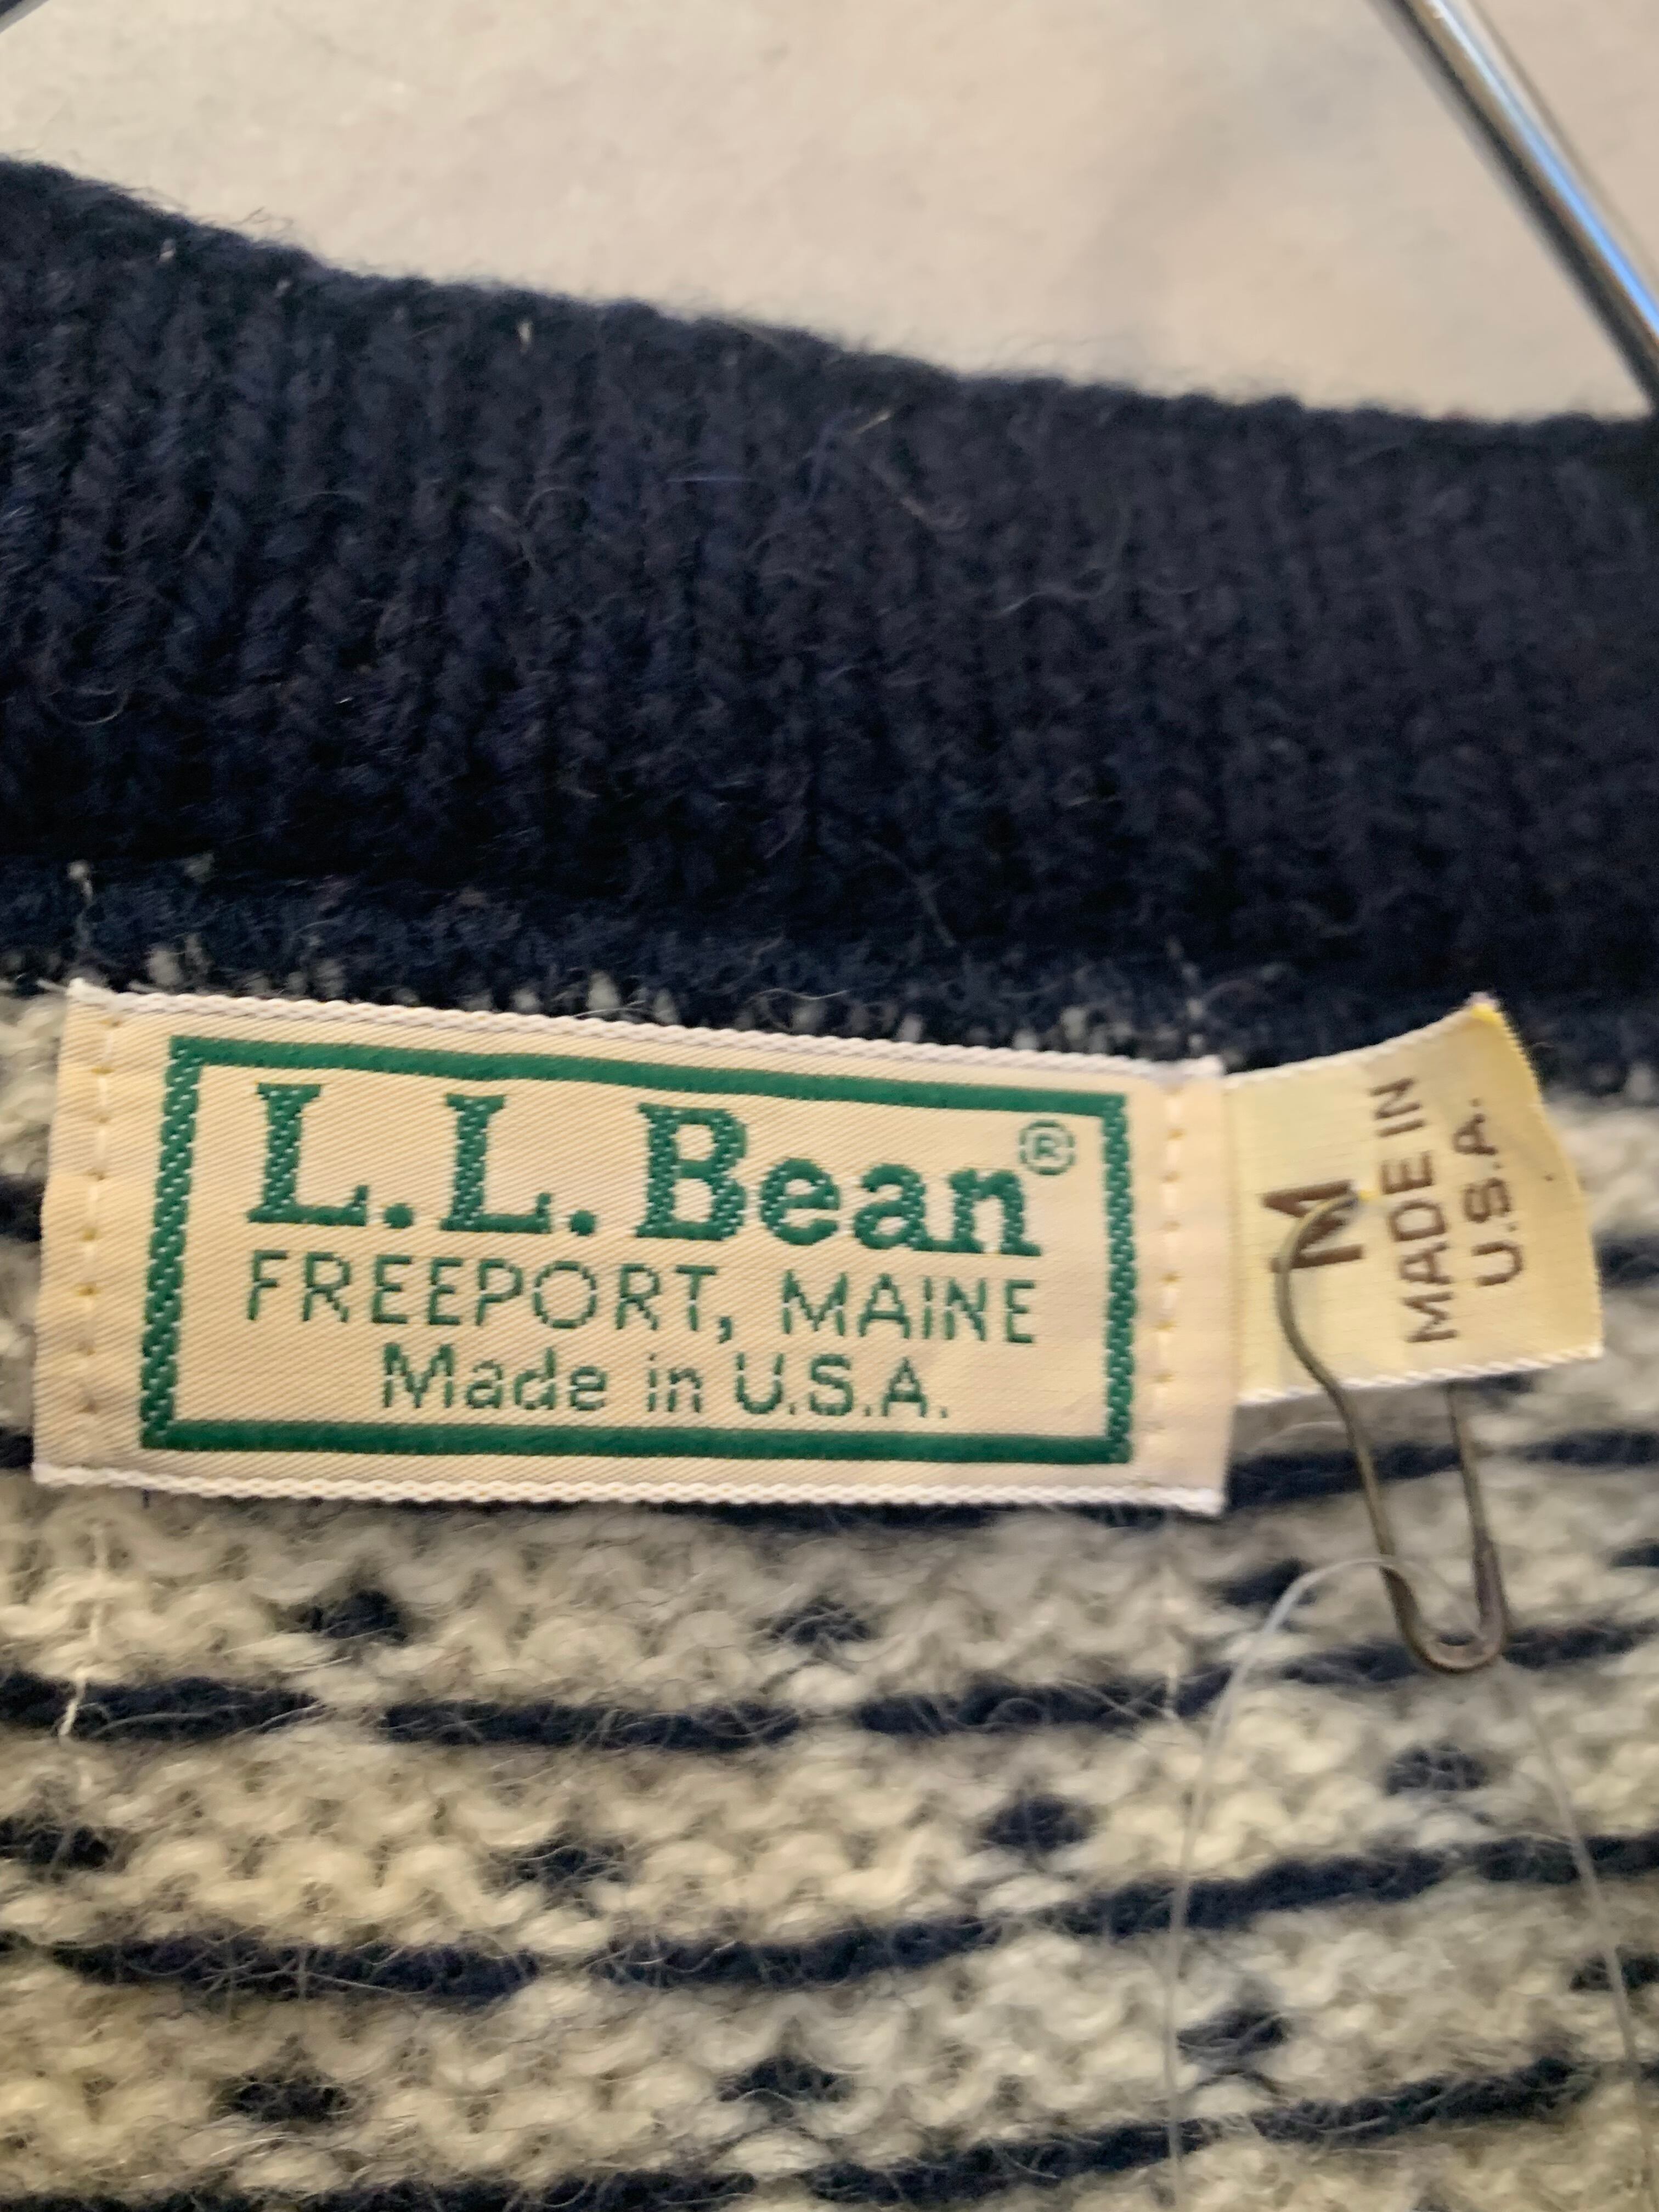 L.L. Bean®
FREEPORT, MAINE
Made in U.S.A.
M
MADE IN
U.S.A.